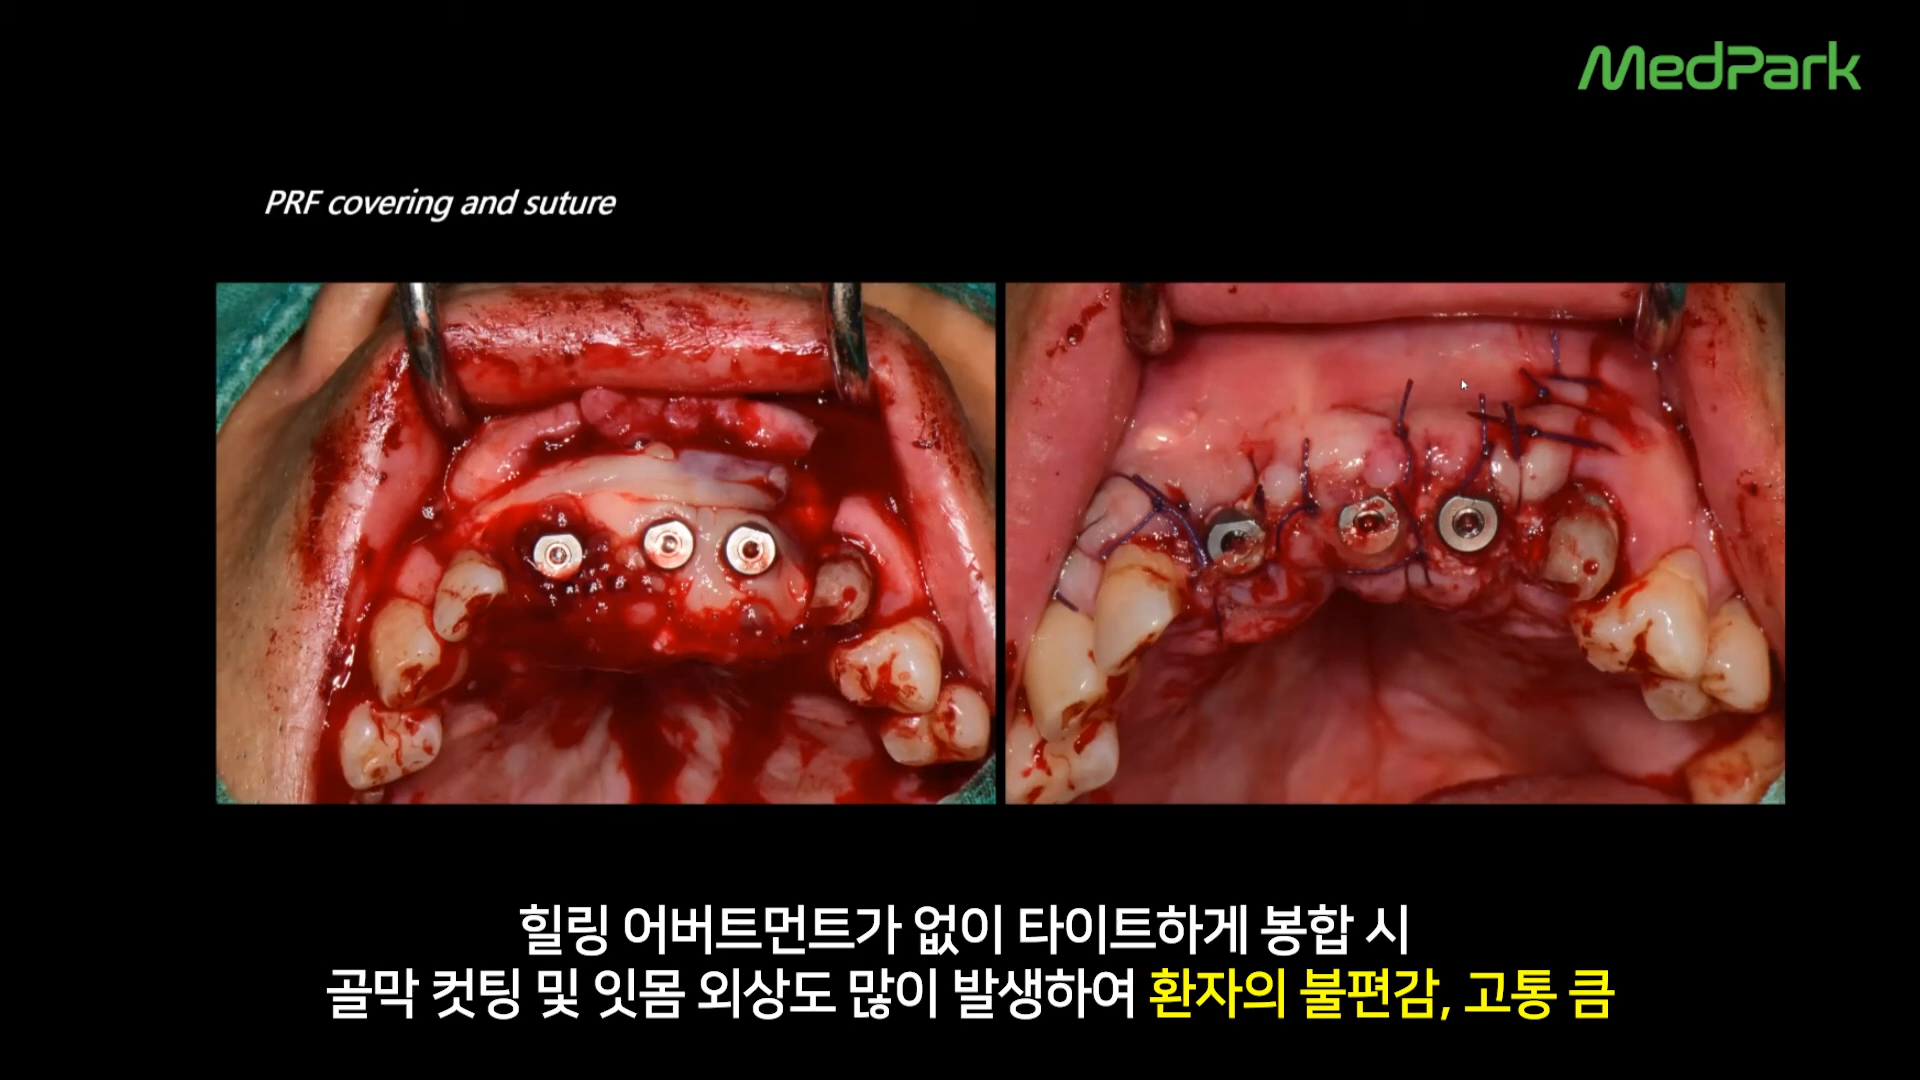 MedPark
PRF covering and suture
힐링 어버트먼트가 없이 타이트하게 봉합 시
골막 컷팅 및 잇몸 외상도 많이 발생하여 환자의 불편감, 고통 큼